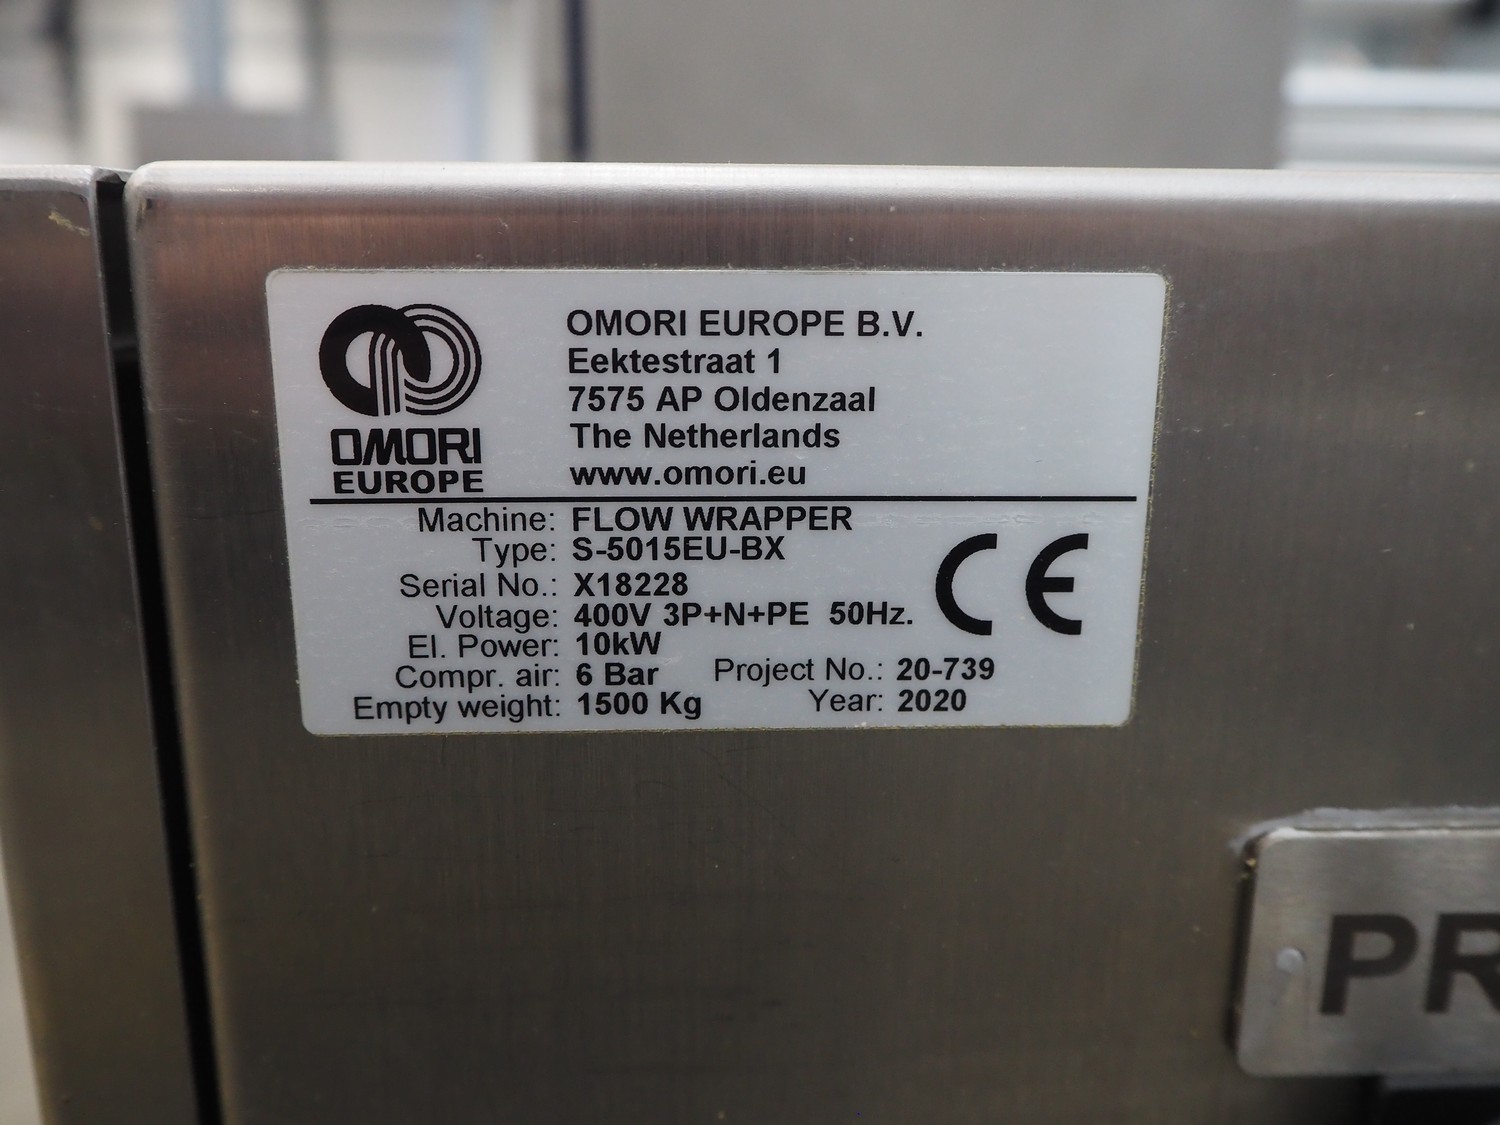 OMORI
EUROPE
OMORI EUROPE B.V.
Eektestraat 1
7575 AP Oldenzaal
The Netherlands
www.omori.eu
Machine: FLOW WRAPPER
Type: S-5015EU-BX
Serial No.: X18228
Voltage: 400V 3P+N+PE 50Hz.
El. Power: 10kW
Compr. air: 6 Bar Project No.: 20-739
Empty weight: 1500 Kg Year: 2020
CE
PR